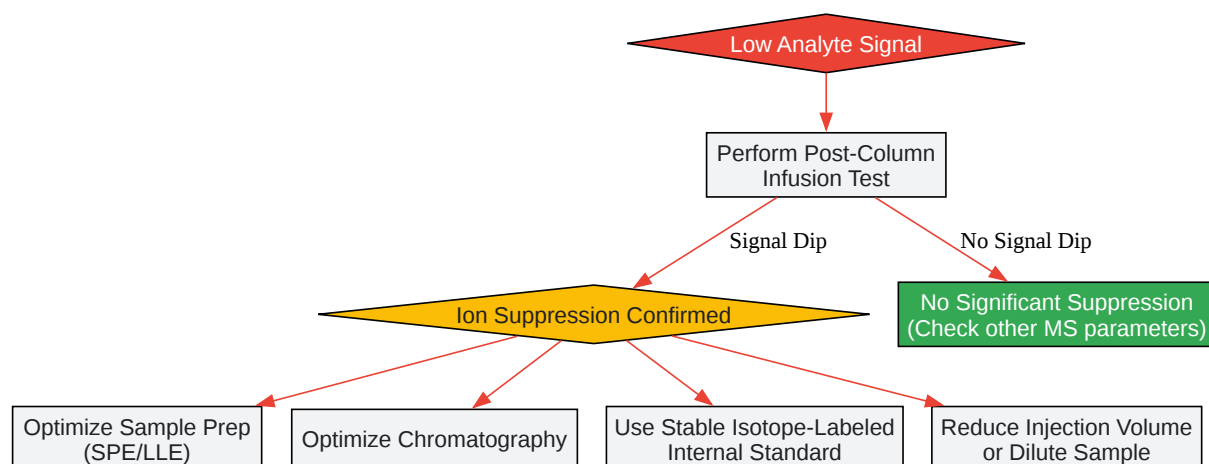 Low Analyte Signal
Perform Post-Column
Infusion Test
Signal Dip
No Signal Dip
Ion Suppression Confirmed
No Significant Suppression
(Check other MS parameters)
Optimize Sample Prep
(SPE/LLE)
Optimize Chromatography
Use Stable Isotope-Labeled
Internal Standard
Reduce Injection Volume
or Dilute Sample